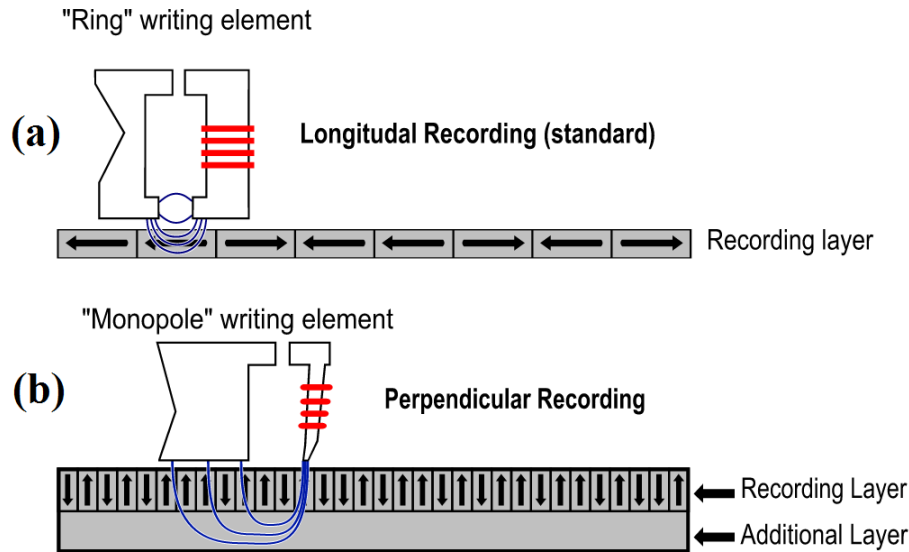 "Ring" writing element
(a)
Longitudal Recording (standard)
Recording layer
"Monopole" writing element
(b)
Perpendicular Recording
Recording Layer
Additional Layer